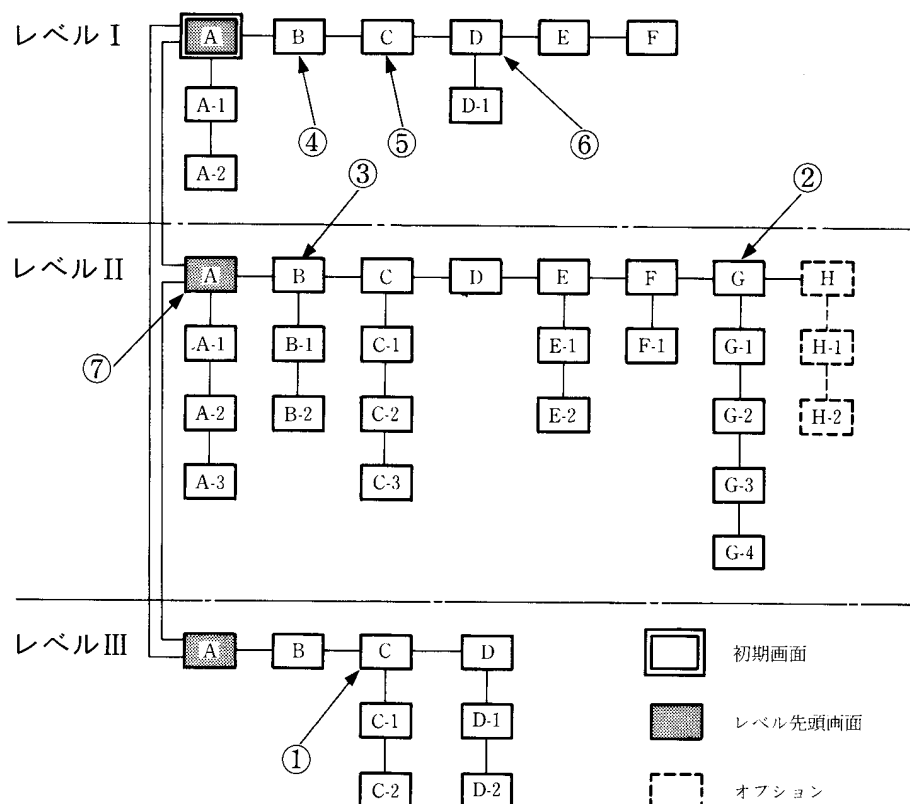 レベルⅠ
A B C D E F
A-1 D-1
④ ⑤ ⑥
A-2
③ ②
レベルⅡ
A B C D E F G H
⑦
A-1 B-1 C-1 E-1 F-1 G-1 H-1
A-2 B-2 C-2 E-2 G-2 H-2
A-3 C-3 G-3
G-4
レベルⅢ
A B C D
初期画面
C-1 D-1
レベル先頭画面
①
C-2 D-2
オプション